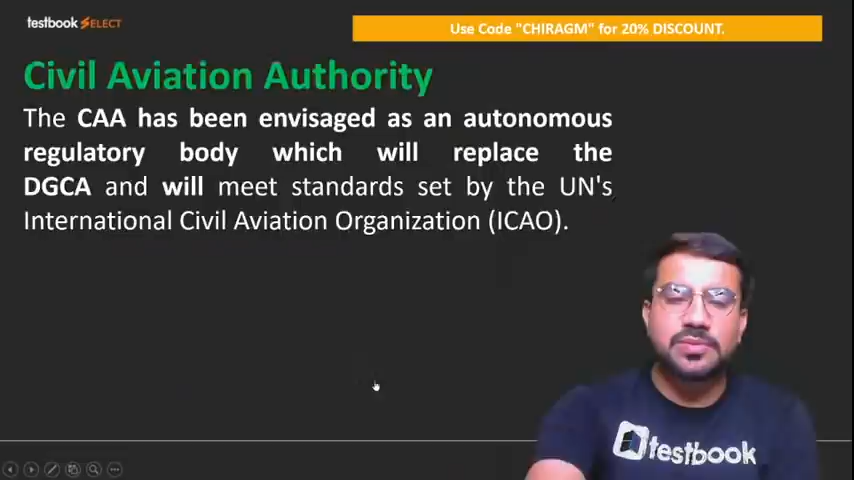 testbook SELECT
Use Code "CHIRAGM" for 20% DISCOUNT.
Civil Aviation Authority
The CAA has been envisaged as an autonomous
regulatory body which will replace the
DGCA and will meet standards set by the UN's
International Civil Aviation Organization (ICAO).
testbook